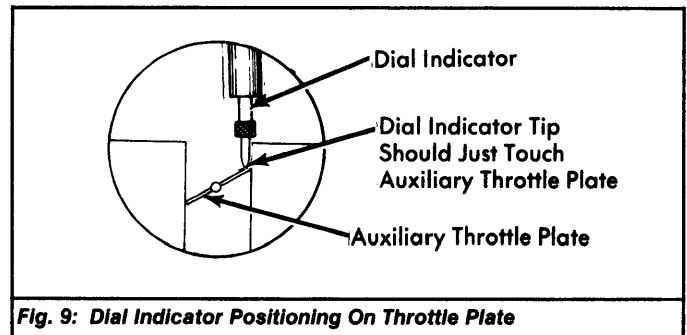 Dial Indicator
Dial Indicator Tip
Should Just Touch
Auxiliary Throttle Plate
Auxiliary Throttle Plate
Fig. 9: Dial Indicator Positioning On Throttle Plate